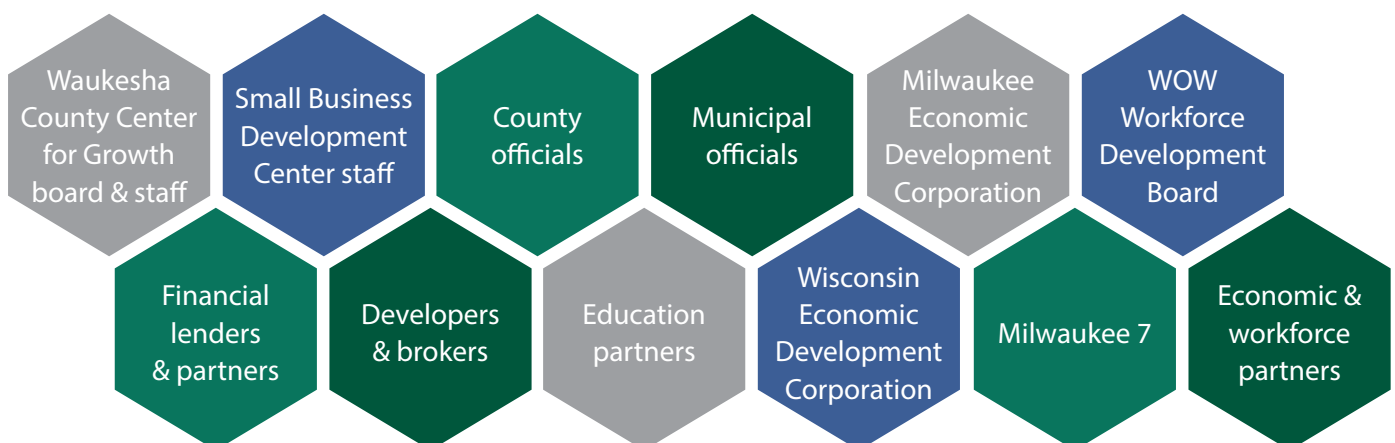 Waukesha
County Center
for Growth
board & staff
Small Business
Development
Center staff
County
officials
Municipal
officials
Milwaukee
Economic
Development
Corporation
WOW
Workforce
Development
Board
Financial
lenders
& partners
Developers
& brokers
Education
partners
Wisconsin
Economic
Development
Corporation
Milwaukee 7
Economic &
workforce
partners